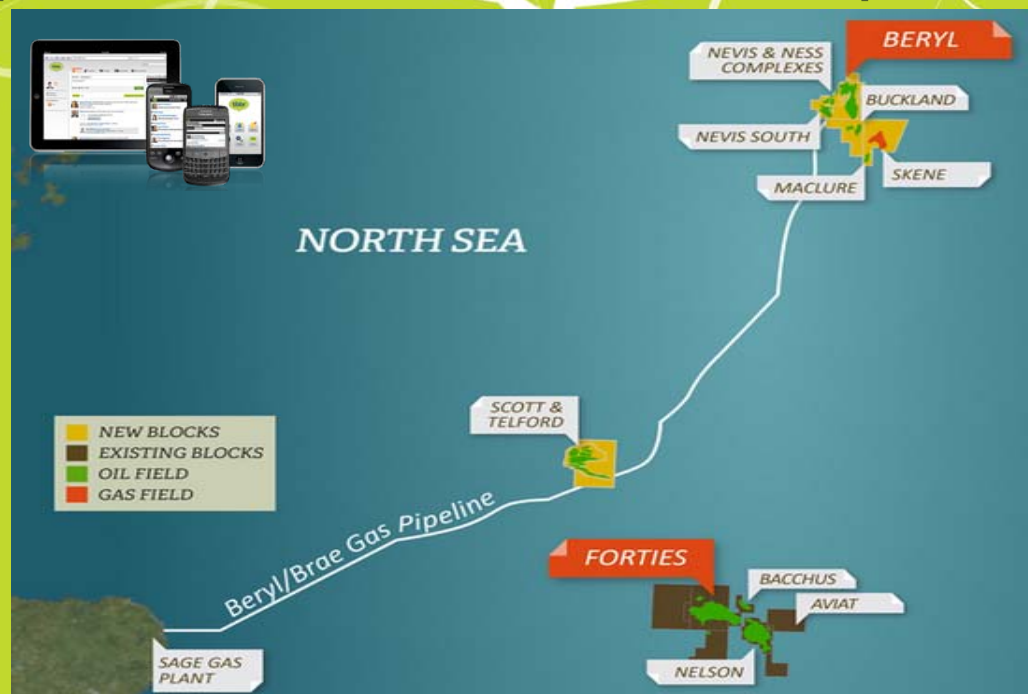 BERYL
NEVIS & NESS
COMPLEXES
BUCKLAND
NEVIS SOUTH
SKENE
MACLURE
NORTH SEA
SCOTT &
TELFORD
NEW BLOCKS
EXISTING BLOCKS
OIL FIELD
GAS FIELD
Beryl/Brae Gas Pipeline
FORTIES
BACCHUS
AVIAT
NELSON
SAGE GAS
PLANT